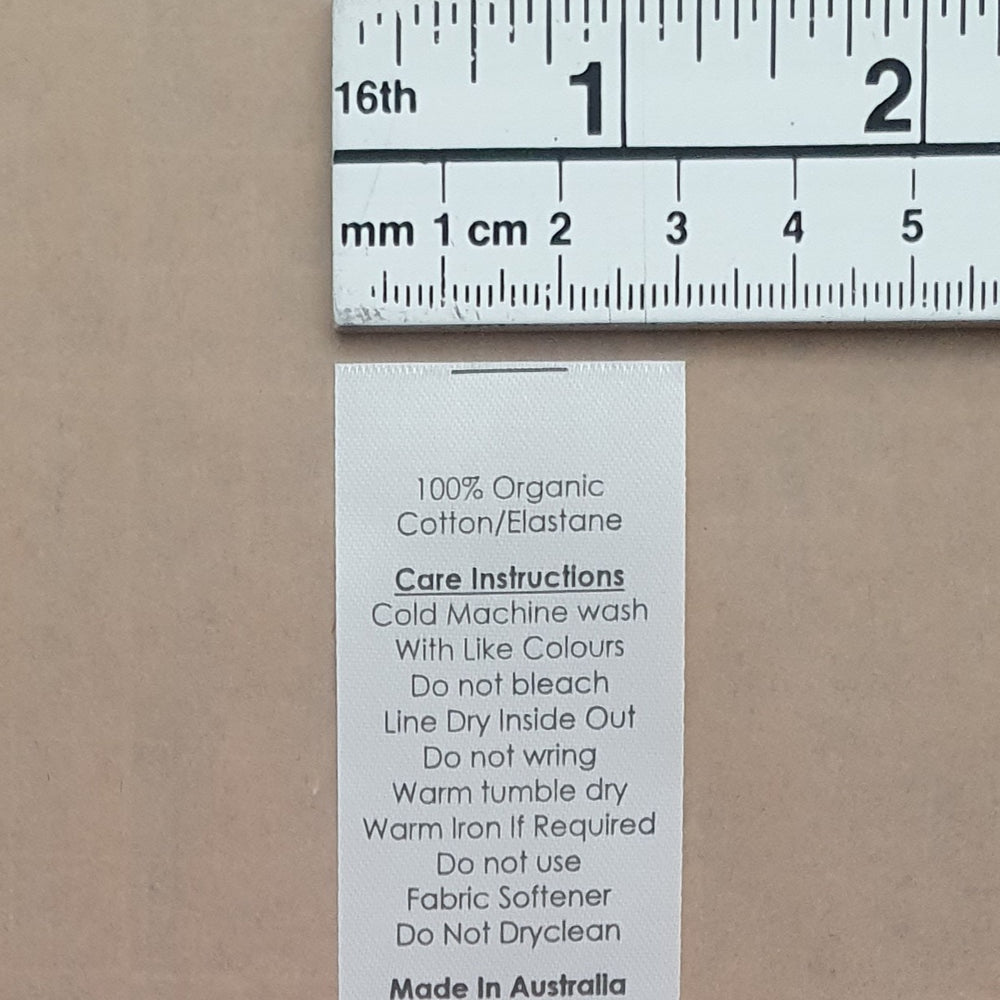 16th 1 2
mm 1 cm 2 3 4 5
100% Organic
Cotton/Elastane
Care Instructions
Cold Machine wash
With Like Colours
Do not bleach
Line Dry Inside Out
Do not wring
Warm tumble dry
Warm Iron If Required
Do not use
Fabric Softener
Do Not Dryclean
Made In Australia